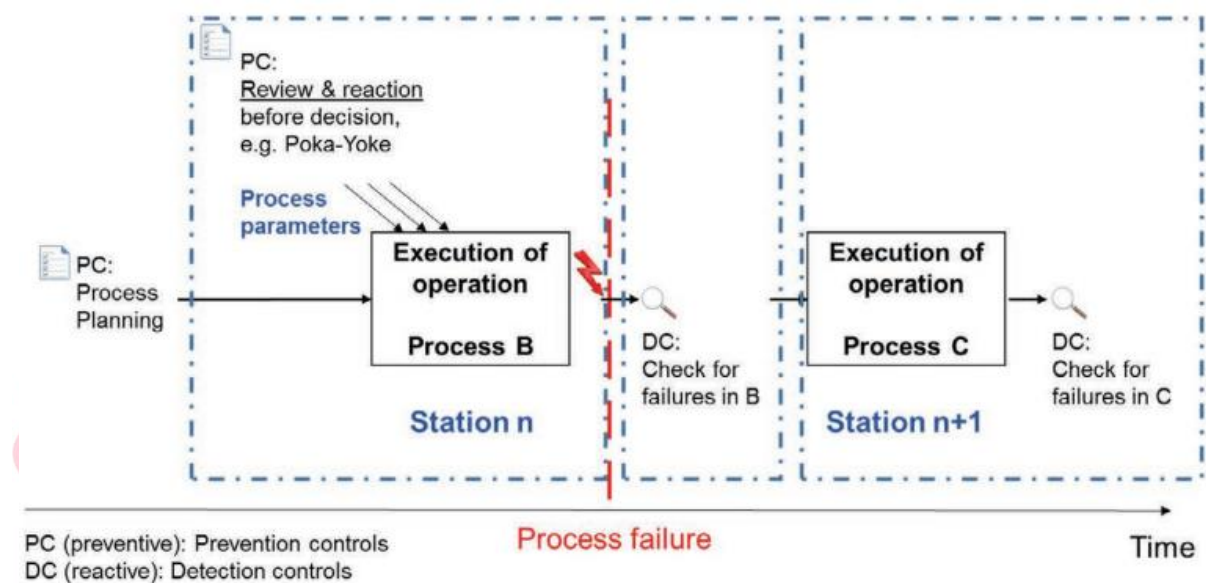 PC:
Review & reaction
before decision,
e.g. Poka-Yoke
Process
parameters
PC:
Process
Planning
Execution of
operation
Process B
Station n
DC:
Check for
failures in B
Execution of
operation
Process C
Station n+1
DC:
Check for
failures in C
Process failure
Time
PC (preventive): Prevention controls
DC (reactive): Detection controls